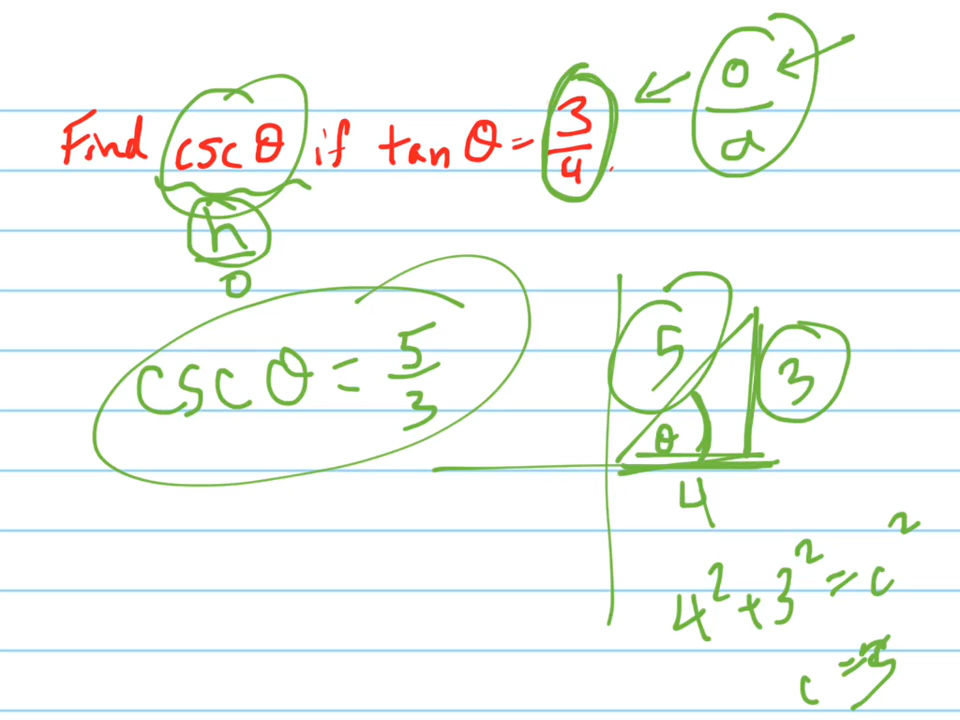 Find csc θ if tan θ = 3/4.
o/a
h/o
csc θ = 5/3
5
3
θ
4
4² + 3² = c²
c = 5